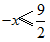 -x ≤ 9/2